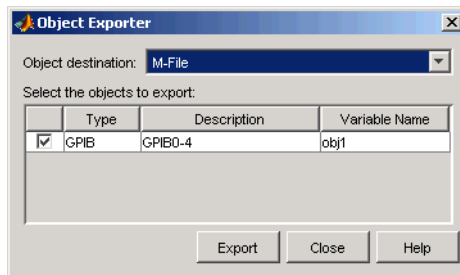 Object Exporter
Object destination: M-File
Select the objects to export:
Type Description Variable Name
GPIB GPIB0-4 obj1
Export Close Help